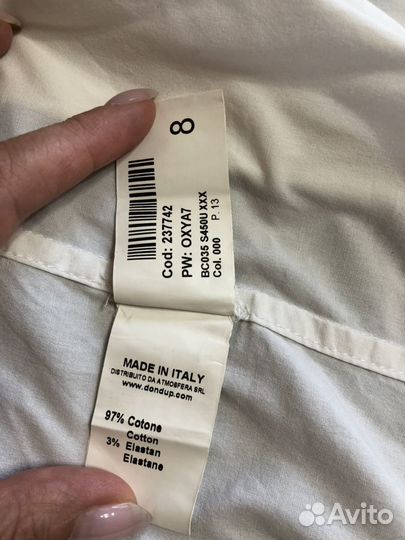 8
Cod: 237742
PW: OXYA7
BC035 S450U XXX
Col. 000 P. 13
MADE IN ITALY
DISTRIBUITO DA ATMOSFERA SRL
www.dondup.com
97% Cotone
Cotton
3% Elastan
Elastane
Avito